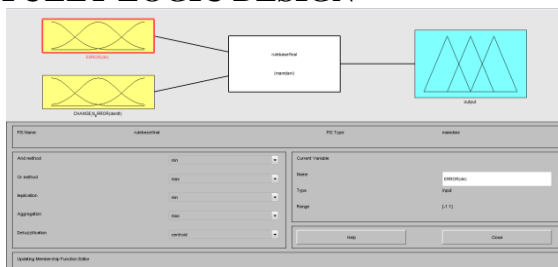 FUZZY LOGIC DESIGN
ERROR(de)
rulebasefinal
(mamdani)
output
FIS Name: rulebasefinal FIS Type: mamdani
And method min
Or method max
Implication min
Aggregation max
Defuzzification centroid
Current Variable
Name ERROR(de)
Type input
Range [-1 1]
Help Close
Updating Membership Function Editor